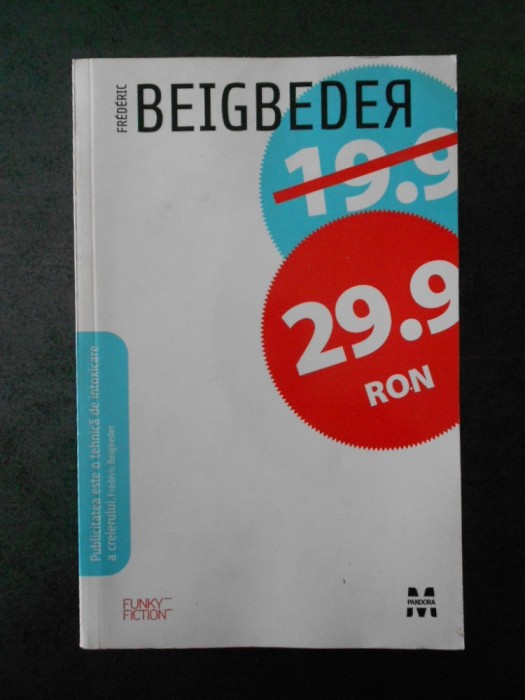 FRÉDÉRIC
BEIGBEDEЯ
19.9
29.9
RON
Publicitatea este o tehnică de intoxicare
a creierului. Frédéric Beigbeder
FUNKY
FICTION
M
PANDORA